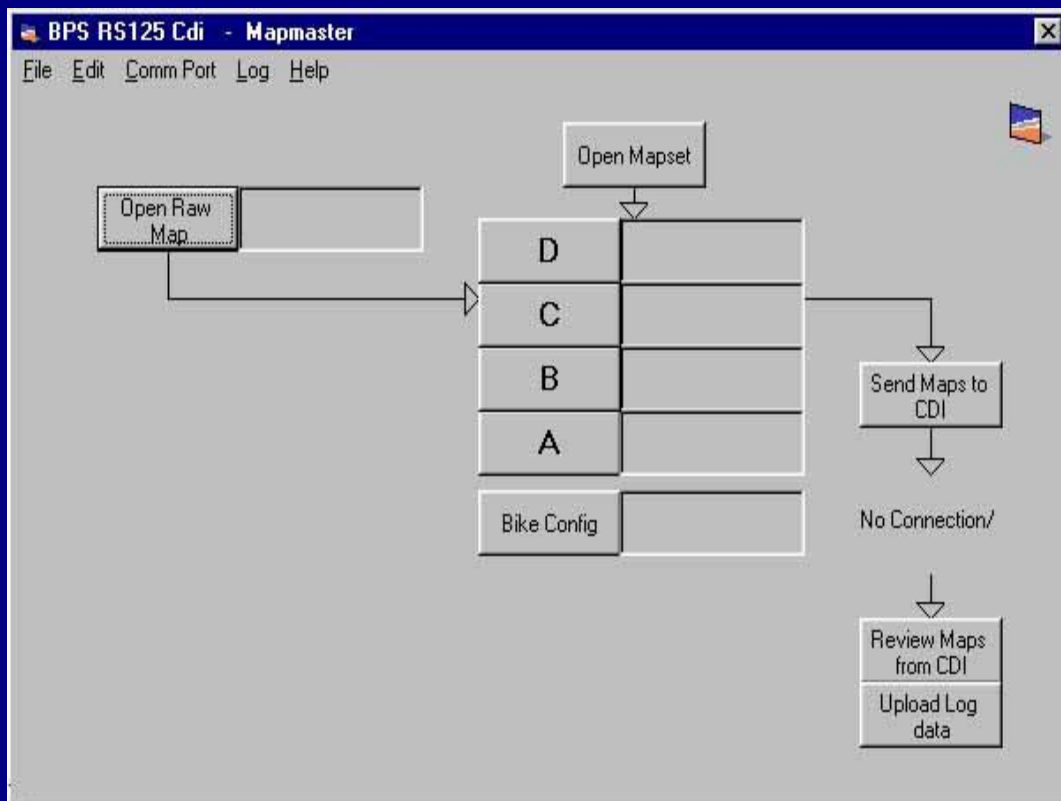 BPS RS125 Cdi - Mapmaster
File Edit Comm Port Log Help
Open Mapset
Open Raw
Map
D
C
B
A
Bike Config
Send Maps to
CDI
No Connection/
Review Maps
from CDI
Upload Log
data